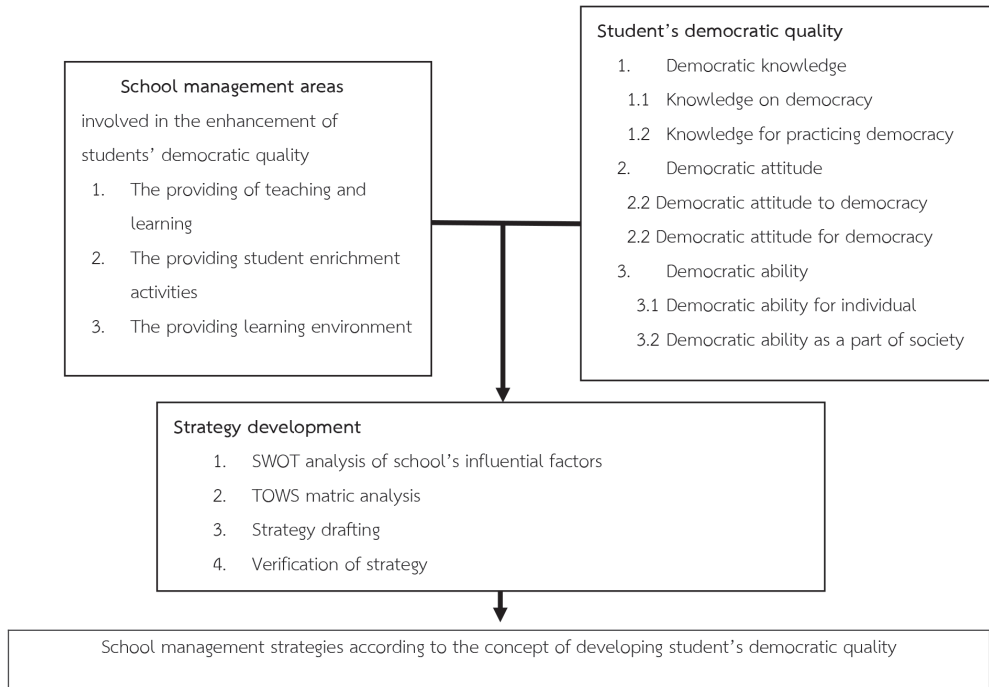 School management areas
involved in the enhancement of
students' democratic quality
1. The providing of teaching and
learning
2. The providing student enrichment
activities
3. The providing learning environment
Student's democratic quality
1. Democratic knowledge
1.1 Knowledge on democracy
1.2 Knowledge for practicing democracy
2. Democratic attitude
2.2 Democratic attitude to democracy
2.2 Democratic attitude for democracy
3. Democratic ability
3.1 Democratic ability for individual
3.2 Democratic ability as a part of society
Strategy development
1. SWOT analysis of school's influential factors
2. TOWS matric analysis
3. Strategy drafting
4. Verification of strategy
School management strategies according to the concept of developing student's democratic quality